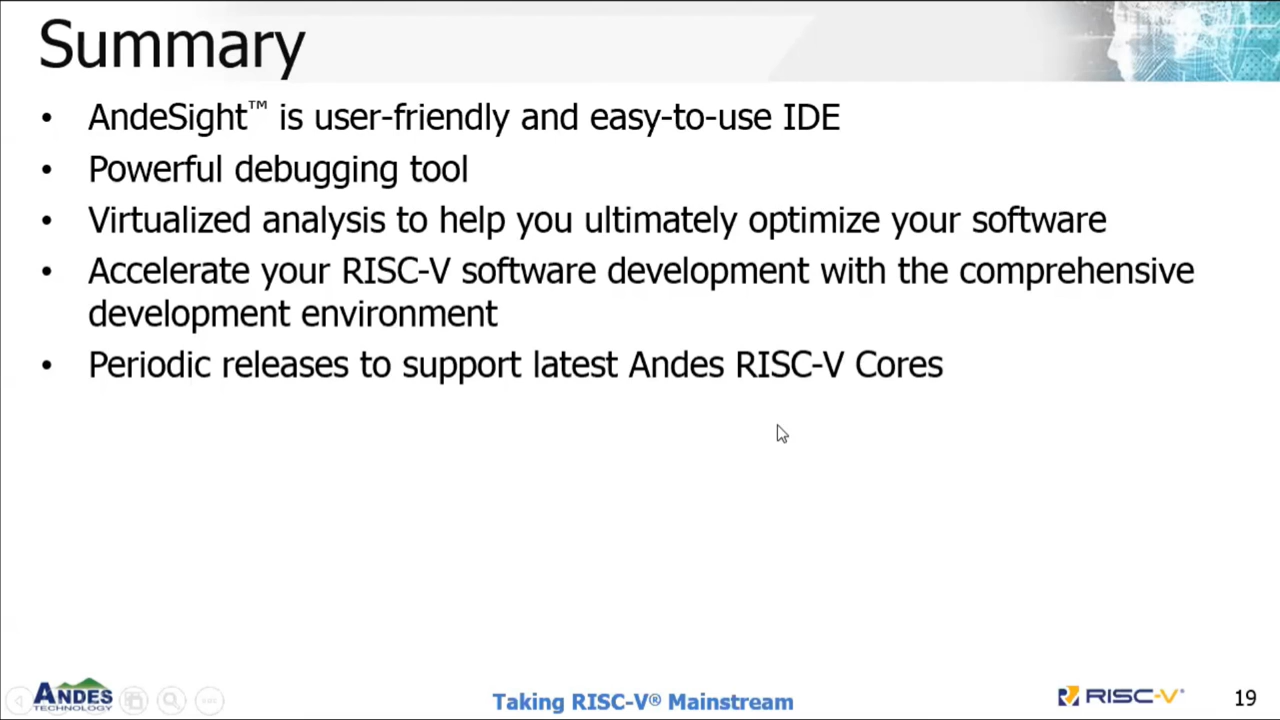 Summary
• AndeSight™ is user-friendly and easy-to-use IDE
• Powerful debugging tool
• Virtualized analysis to help you ultimately optimize your software
• Accelerate your RISC-V software development with the comprehensive
development environment
• Periodic releases to support latest Andes RISC-V Cores
ANDES
TECHNOLOGY
Taking RISC-V® Mainstream
RISC-V®
19